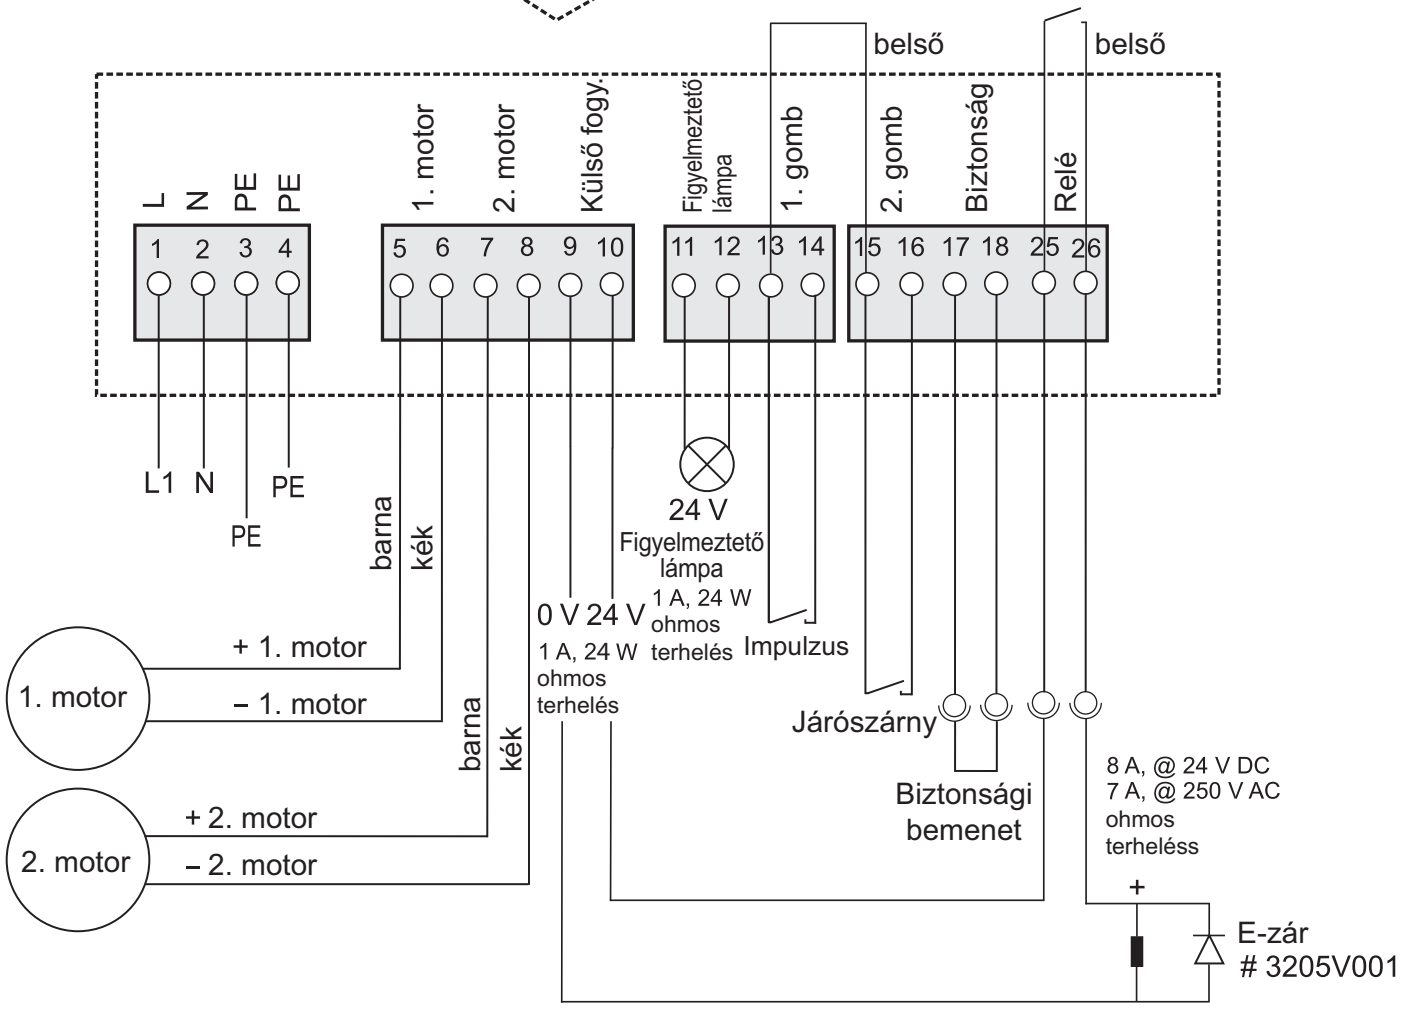 belső
belső
L
N
PE
PE
1. motor
2. motor
Külső fogy.
Figyelmeztető
lámpa
1. gomb
2. gomb
Biztonság
Relé
1 2 3 4
5 6 7 8 9 10
11 12 13 14
15 16 17 18 25 26
L1 N
PE
PE
barna
kék
24 V
Figyelmeztető
lámpa
1 A, 24 W
ohmos
terhelés
0 V 24 V
1 A, 24 W
ohmos
terhelés
Impulzus
1. motor
+ 1. motor
– 1. motor
barna
kék
Járószárny
Biztonsági
bemenet
8 A, @ 24 V DC
7 A, @ 250 V AC
ohmos
terheléss
2. motor
+ 2. motor
– 2. motor
+
E-zár
# 3205V001